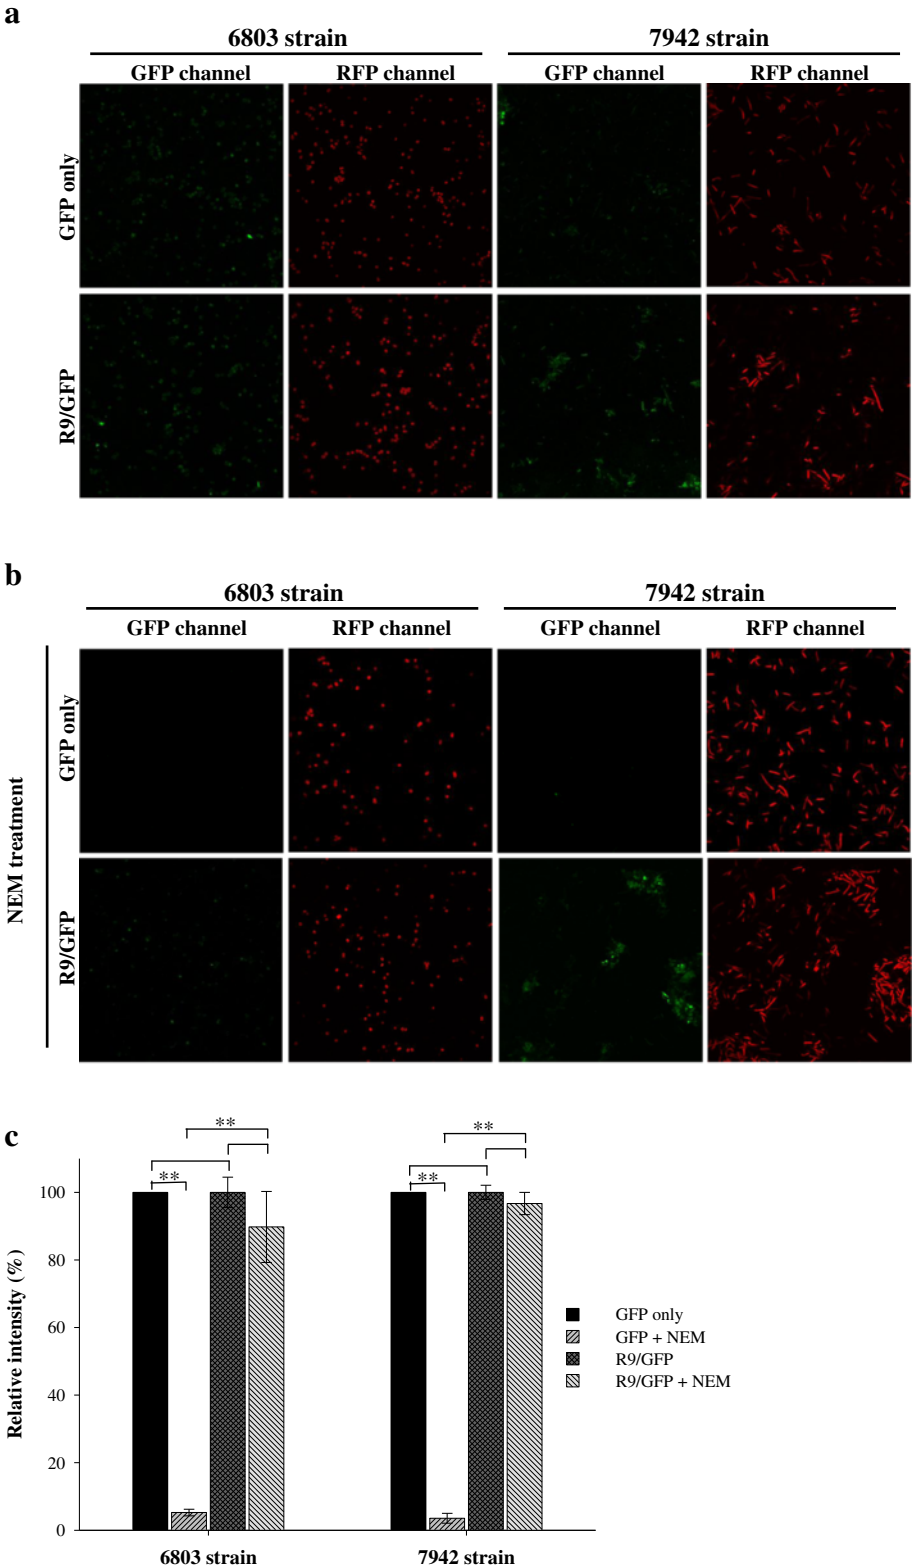 a
6803 strain
7942 strain
GFP channel
RFP channel
GFP channel
RFP channel
GFP only
R9/GFP
b
6803 strain
7942 strain
GFP channel
RFP channel
GFP channel
RFP channel
NEM treatment
GFP only
R9/GFP
c
**
**
**
**
Relative intensity (%)
100
80
60
40
20
0
6803 strain
7942 strain
GFP only
GFP + NEM
R9/GFP
R9/GFP + NEM